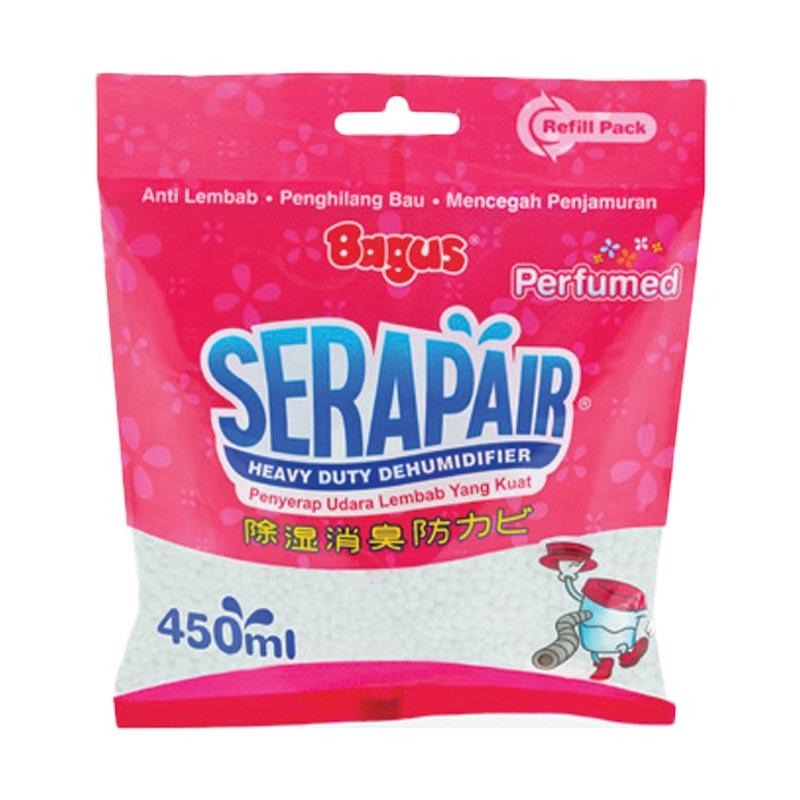 Refill Pack
Anti Lembab • Penghilang Bau • Mencegah Penjamuran
Bagus®
Perfumed
SERAPAIR®
HEAVY DUTY DEHUMIDIFIER
Penyerap Udara Lembab Yang Kuat
除湿消臭防カビ
450ml